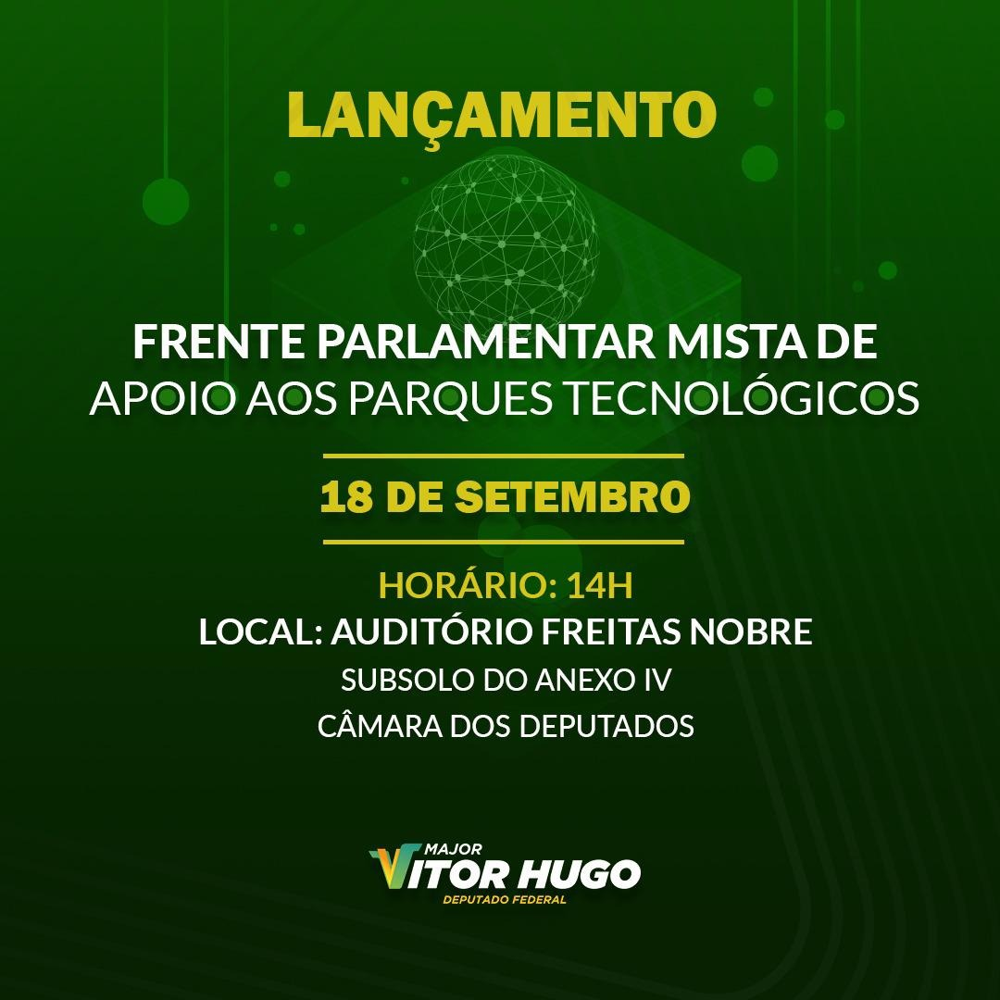 LANÇAMENTO
FRENTE PARLAMENTAR MISTA DE
APOIO AOS PARQUES TECNOLÓGICOS
18 DE SETEMBRO
HORÁRIO: 14H
LOCAL: AUDITÓRIO FREITAS NOBRE
SUBSOLO DO ANEXO IV
CÂMARA DOS DEPUTADOS
MAJOR
VITOR HUGO
DEPUTADO FEDERAL